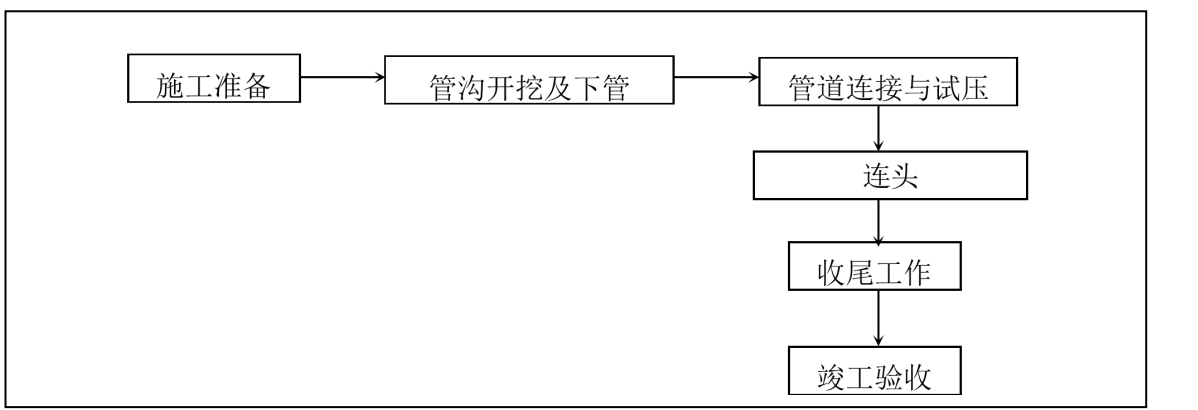 施工准备
管沟开挖及下管
管道连接与试压
连头
收尾工作
竣工验收